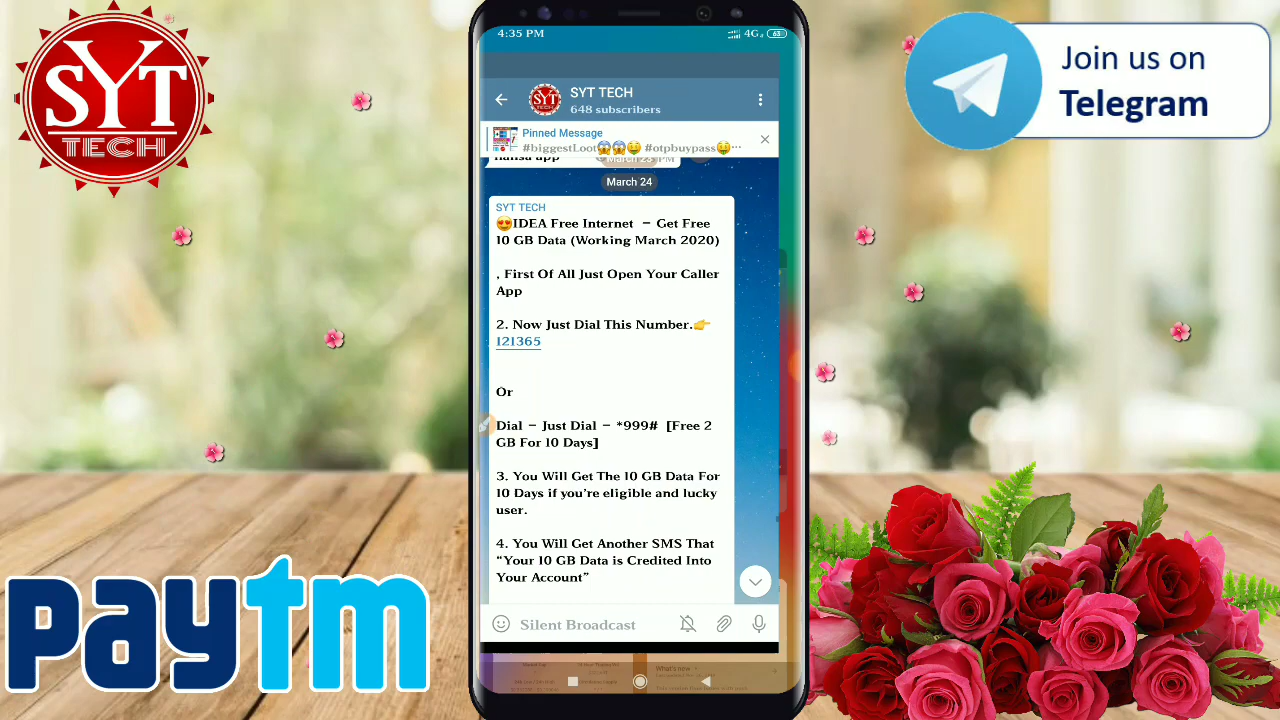 SYT
TECH
Join us on
Telegram
paytm
4:35 PM
4G
63
SYT TECH
648 subscribers
Pinned Message
#biggestLoot😱😱🤑 #otpbuypass🤑...
hansa app
March 24
SYT TECH
😍IDEA Free Internet – Get Free
10 GB Data (Working March 2020)
, First Of All Just Open Your Caller
App
2. Now Just Dial This Number.👉
121365
Or
Dial – Just Dial – *999# [Free 2
GB For 10 Days]
3. You Will Get The 10 GB Data For
10 Days if you’re eligible and lucky
user.
4. You Will Get Another SMS That
“Your 10 GB Data is Credited Into
Your Account”
Silent Broadcast
What's new